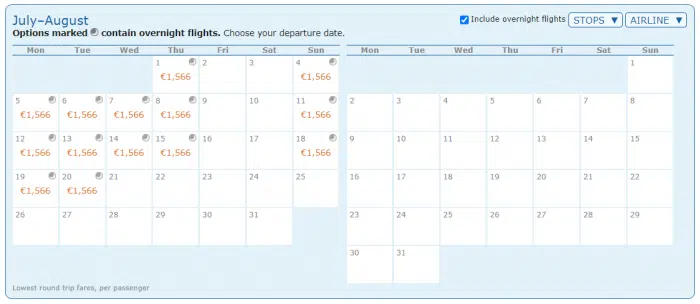 July–August
Include overnight flights STOPS ▼ AIRLINE ▼
Options marked contain overnight flights. Choose your departure date.
Mon Tue Wed Thu Fri Sat Sun Mon Tue Wed Thu Fri Sat Sun
1 2 3 4 1
€1,566 €1,566
5 6 7 8 9 10 11 2 3 4 5 6 7 8
€1,566 €1,566 €1,566 €1,566 €1,566
12 13 14 15 16 17 18 9 10 11 12 13 14 15
€1,566 €1,566 €1,566 €1,566 €1,566
19 20 21 22 23 24 25 16 17 18 19 20 21 22
€1,566 €1,566
26 27 28 29 30 31 23 24 25 26 27 28 29
30 31
Lowest round trip fares, per passenger